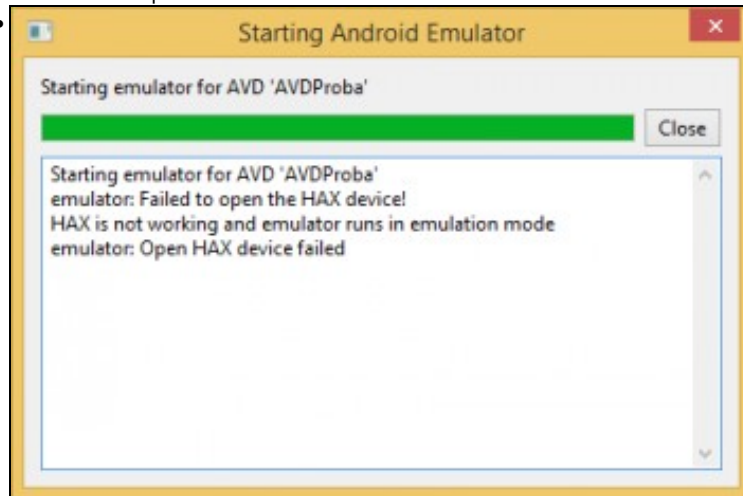 Starting Android Emulator
Starting emulator for AVD 'AVDProba'
Close
Starting emulator for AVD 'AVDProba'
emulator: Failed to open the HAX device!
HAX is not working and emulator runs in emulation mode
emulator: Open HAX device failed